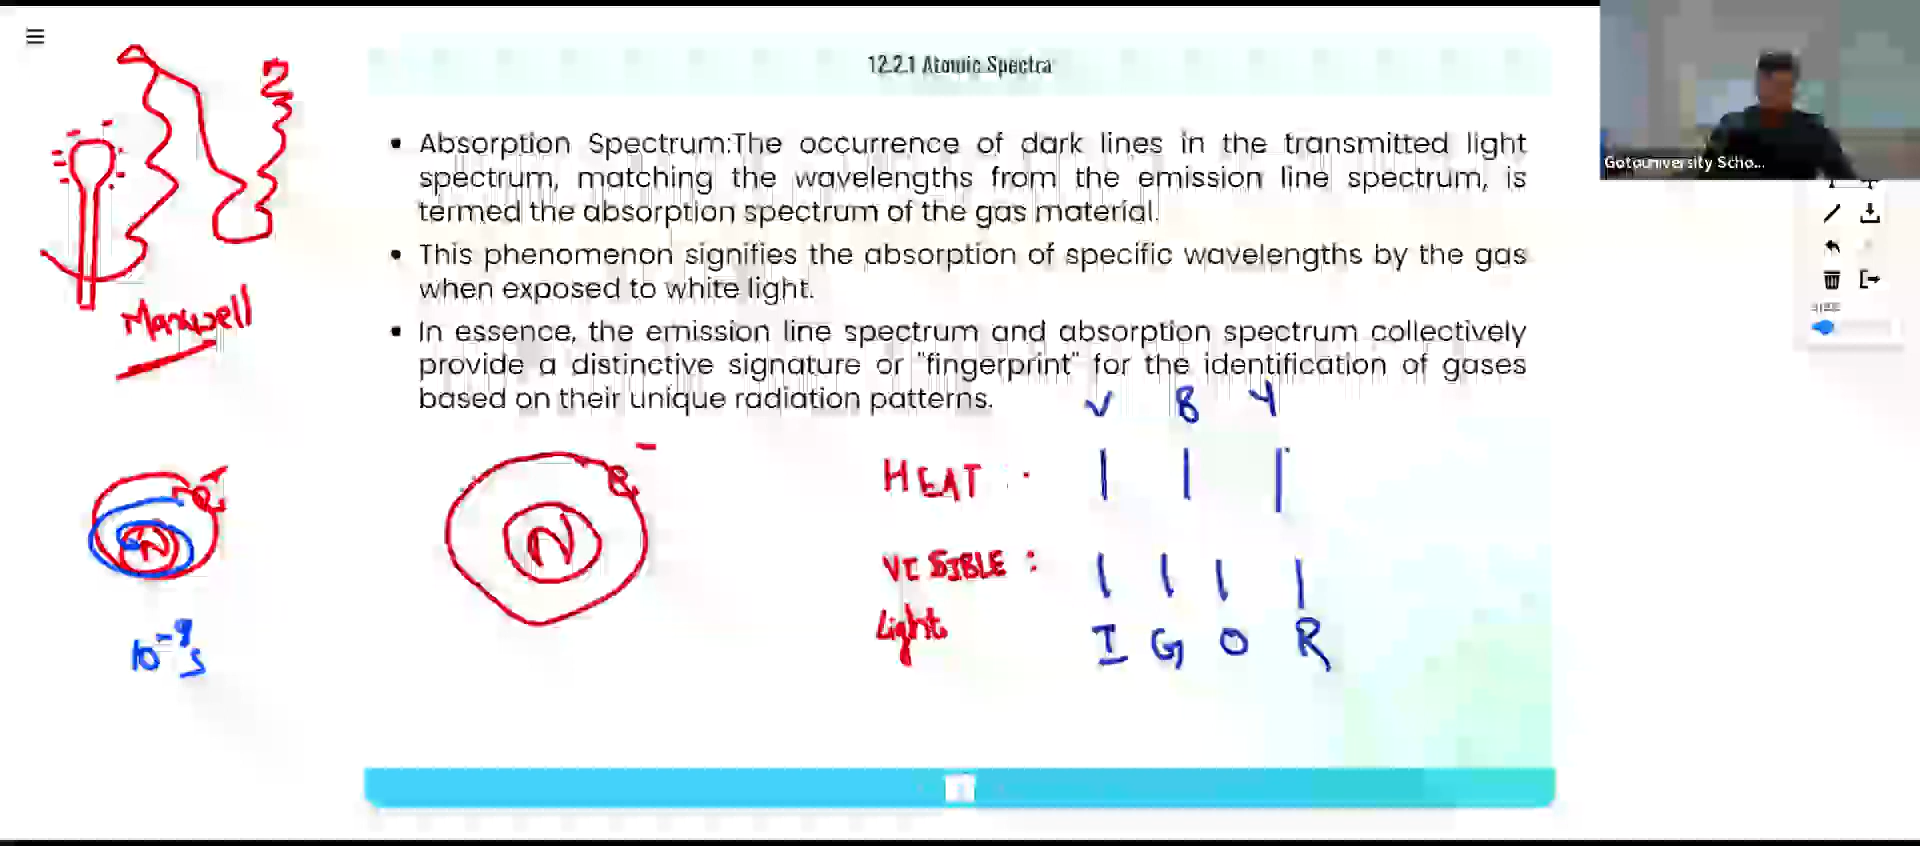 12.2.1 Atomic Spectra
Absorption Spectrum:The occurrence of dark lines in the transmitted light
spectrum, matching the wavelengths from the emission line spectrum, is
termed the absorption spectrum of the gas material.
This phenomenon signifies the absorption of specific wavelengths by the gas
when exposed to white light.
In essence, the emission line spectrum and absorption spectrum collectively
provide a distinctive signature or "fingerprint" for the identification of gases
based on their unique radiation patterns.
Gotouniversity Scho...
SIZE
Maxwell
N
e
10⁻⁹s
N
e⁻
V B Y
HEAT :
VISIBLE :
Light
I G O R